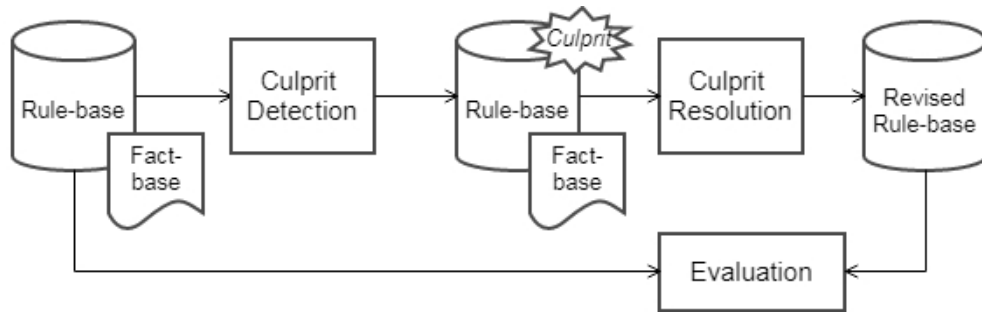 Rule-base
Fact-
base
Culprit
Detection
Culprit
Rule-base
Fact-
base
Culprit
Resolution
Revised
Rule-base
Evaluation